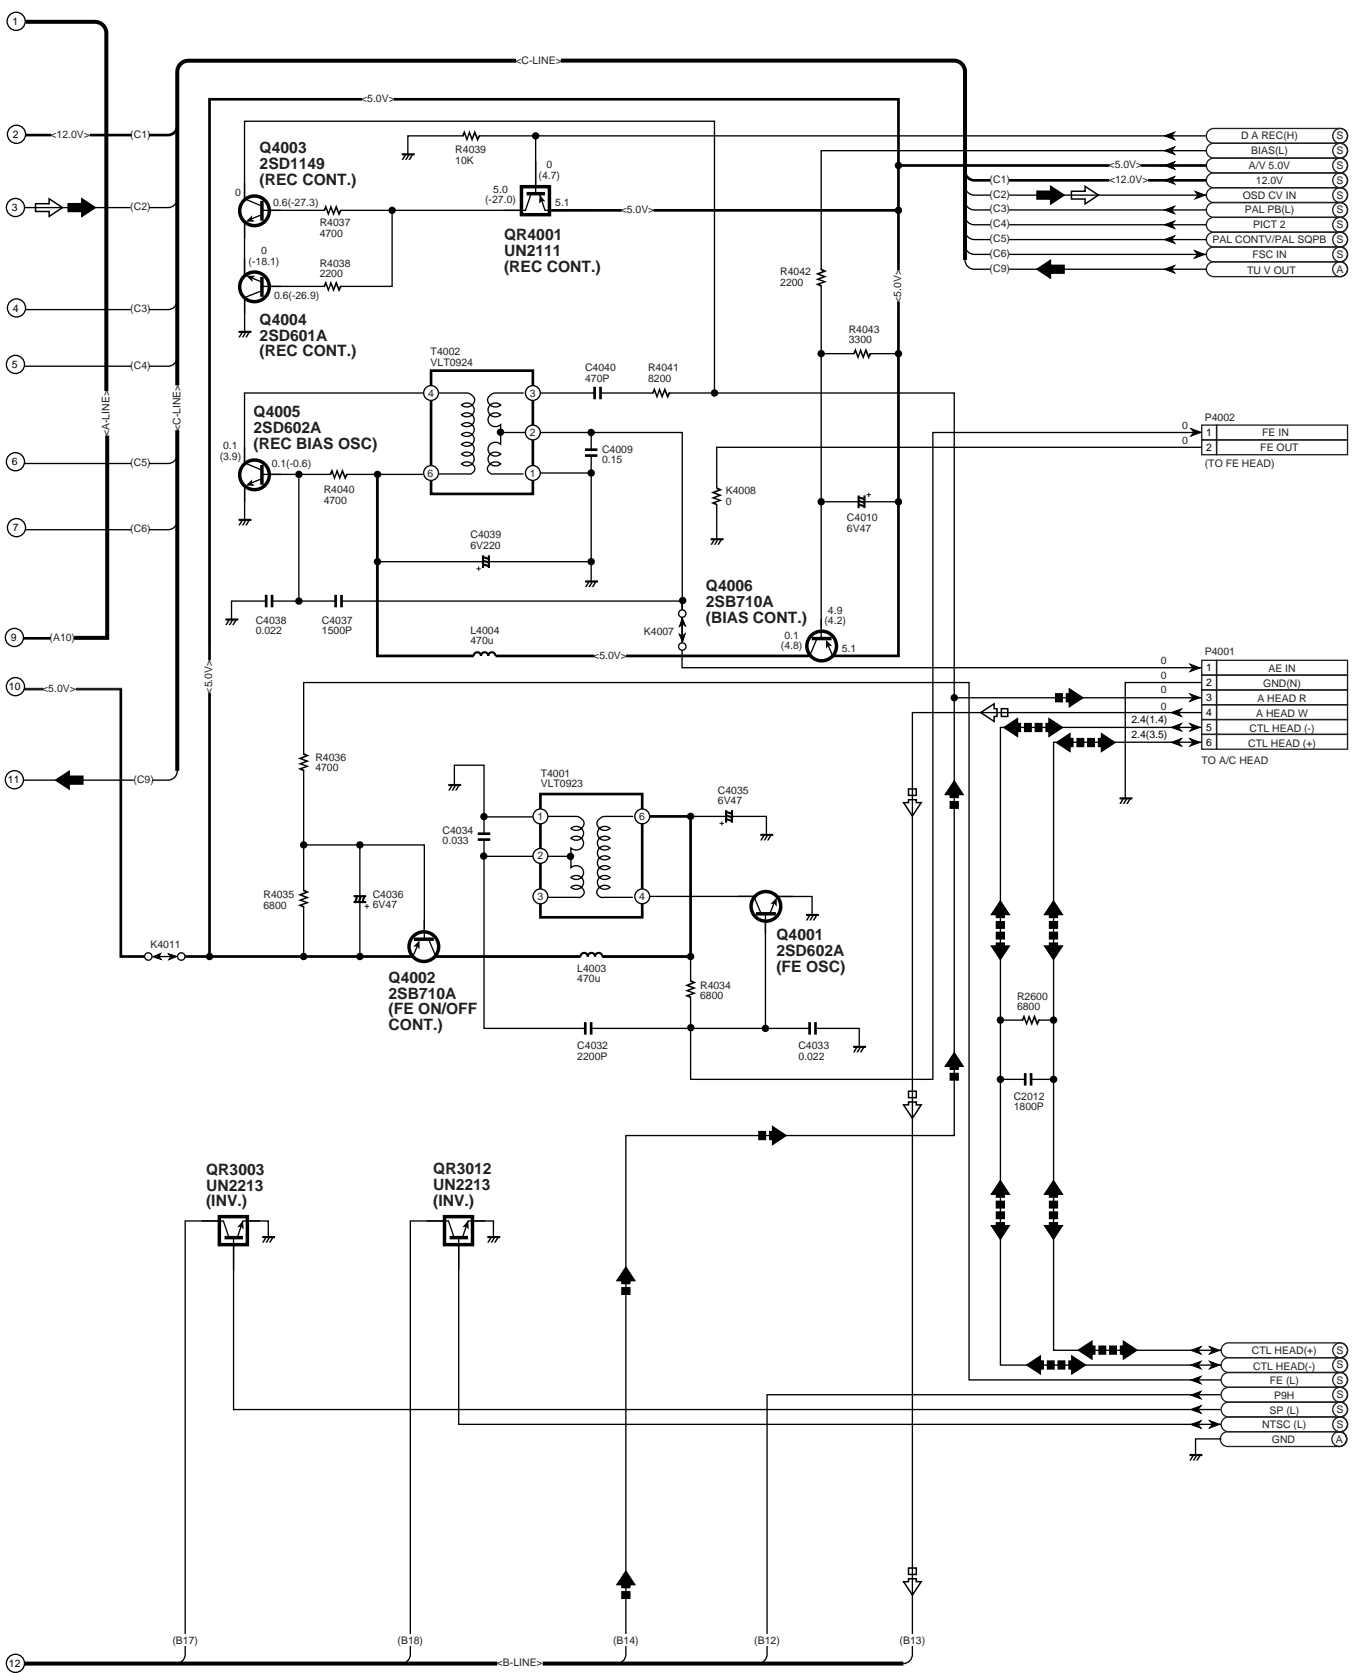 1
<C-LINE>
<5.0V>
2
<12.0V>
(C1)
Q4003
2SD1149
(REC CONT.)
0
0.6(-27.3)
R4037
4700
R4039
10K
0
(4.7)
5.0
(-27.0)
5.1
<5.0V>
QR4001
UN2111
(REC CONT.)
D A REC(H) S
BIAS(L) S
<5.0V> A/V 5.0V S
(C1) <12.0V> 12.0V S
(C2) OSD CV IN S
(C3) PAL PB(L) S
(C4) PICT 2 S
(C5) PAL CONTV/PAL SQPB S
(C6) FSC IN S
(C9) TU V OUT A
3
(C2)
0
(-18.1)
R4038
2200
0.6(-26.9)
Q4004
2SD601A
(REC CONT.)
R4042
2200
<5.0V>
R4043
3300
4
(C3)
5
(C4)
<A-LINE>
<C-LINE>
T4002
VLT0924
4
3
2
6
1
C4040
470P
R4041
8200
Q4005
2SD602A
(REC BIAS OSC)
0.1
(3.9)
0.1(-0.6)
R4040
4700
C4009
0.15
K4008
0
C4010
6V47
+
P4002
0 1 FE IN
0 2 FE OUT
(TO FE HEAD)
6
(C5)
7
(C6)
C4039
6V220
+
C4038
0.022
C4037
1500P
Q4006
2SB710A
(BIAS CONT.)
4.9
(4.2)
0.1
(4.8)
5.1
K4007
L4004
470u
<5.0V>
9
(A10)
10
<5.0V>
<5.0V>
P4001
0 1 AE IN
0 2 GND(N)
0 3 A HEAD R
0 4 A HEAD W
2.4(1.4) 5 CTL HEAD (-)
2.4(3.5) 6 CTL HEAD (+)
TO A/C HEAD
11
(C9)
R4036
4700
T4001
VLT0923
1
6
2
3
4
C4034
0.033
C4035
6V47
+
R4035
6800
C4036
6V47
+
K4011
Q4002
2SB710A
(FE ON/OFF
CONT.)
L4003
470u
Q4001
2SD602A
(FE OSC)
R4034
6800
C4032
2200P
C4033
0.022
R2600
6800
C2012
1800P
QR3003
UN2213
(INV.)
QR3012
UN2213
(INV.)
CTL HEAD(+) S
CTL HEAD(-) S
FE (L) S
P9H S
SP (L) S
NTSC (L) S
GND A
(B17)
(B18)
(B14)
(B12)
(B13)
12
<B-LINE>